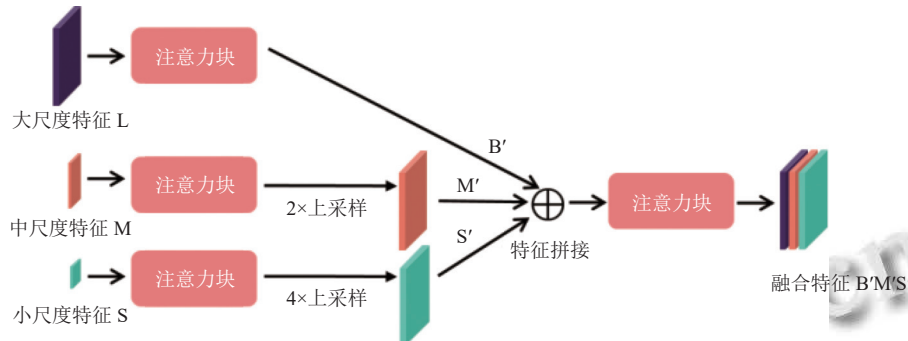 注意力块
大尺度特征 L
B′
注意力块
2×上采样
M′
中尺度特征 M
注意力块
特征拼接
S′
注意力块
4×上采样
小尺度特征 S
融合特征 B′M′S